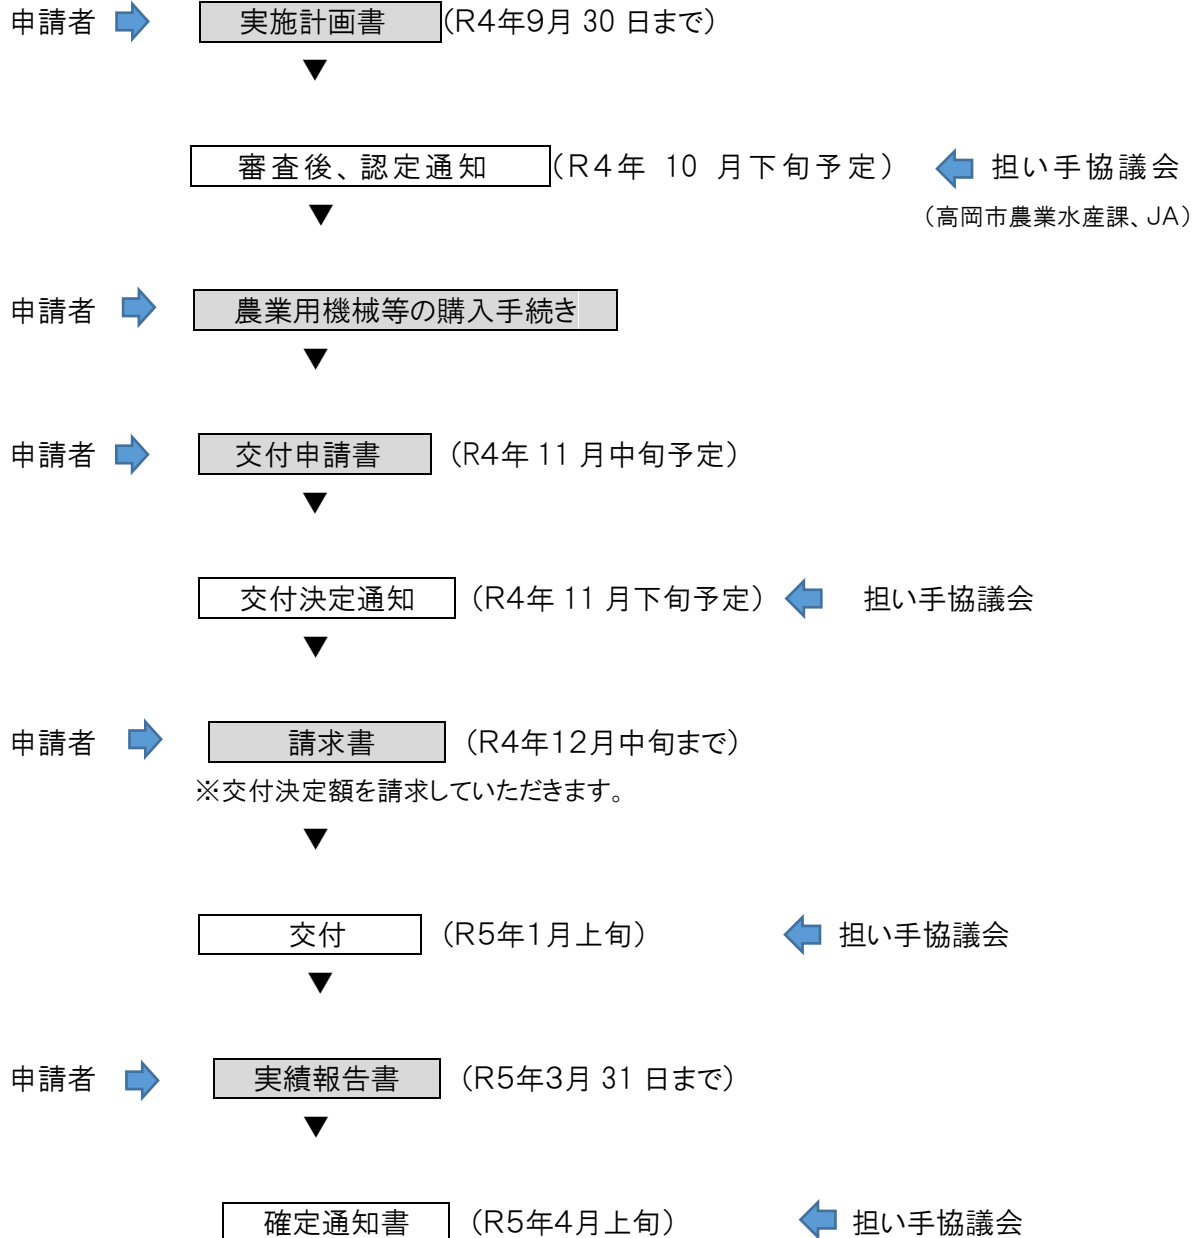 申請者 実施計画書 (R4年9月 30 日まで)
▼
審査後、認定通知 (R4年 10 月下旬予定) 担い手協議会
(高岡市農業水産課、JA)
▼
申請者 農業用機械等の購入手続き
▼
申請者 交付申請書 (R4年 11 月中旬予定)
▼
交付決定通知 (R4年 11 月下旬予定) 担い手協議会
▼
申請者 請求書 (R4年12月中旬まで)
※交付決定額を請求していただきます。
▼
交付 (R5年1月上旬) 担い手協議会
▼
申請者 実績報告書 (R5年3月 31 日まで)
▼
確定通知書 (R5年4月上旬) 担い手協議会